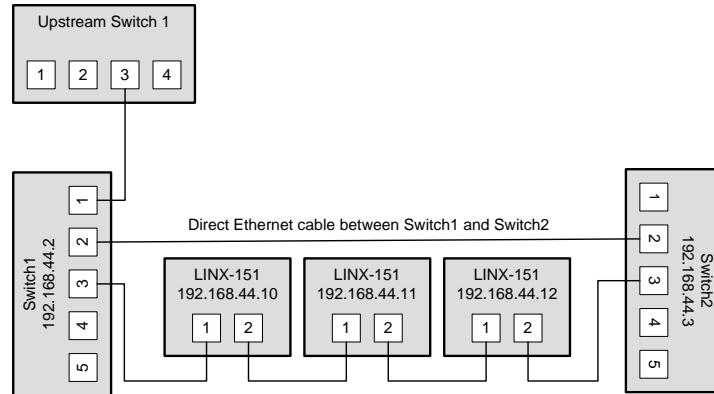 Upstream Switch 1
1 2 3 4
Switch1
192.168.44.2
1
2
3
4
5
Direct Ethernet cable between Switch1 and Switch2
LINX-151
192.168.44.10
1 2
LINX-151
192.168.44.11
1 2
LINX-151
192.168.44.12
1 2
Switch2
192.168.44.3
1
2
3
4
5